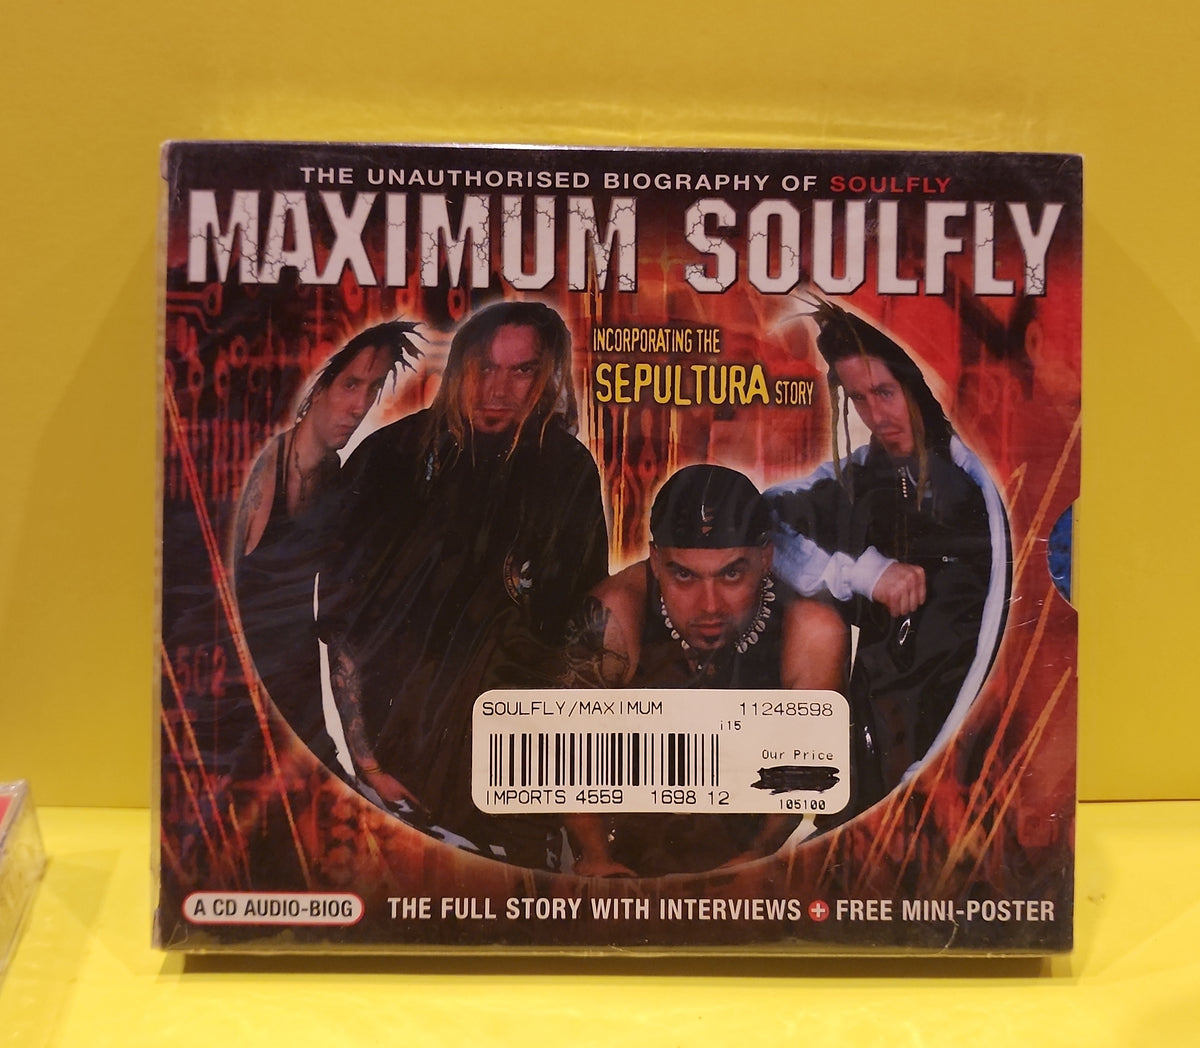 THE UNAUTHORISED BIOGRAPHY OF SOULFLY
MAXIMUM SOULFLY
INCORPORATING THE
SEPULTURA STORY
SOULFLY/MAXIMUM 11248598
i15
Our Price
IMPORTS 4559 1698 12
105100
A CD AUDIO-BIOG THE FULL STORY WITH INTERVIEWS + FREE MINI-POSTER